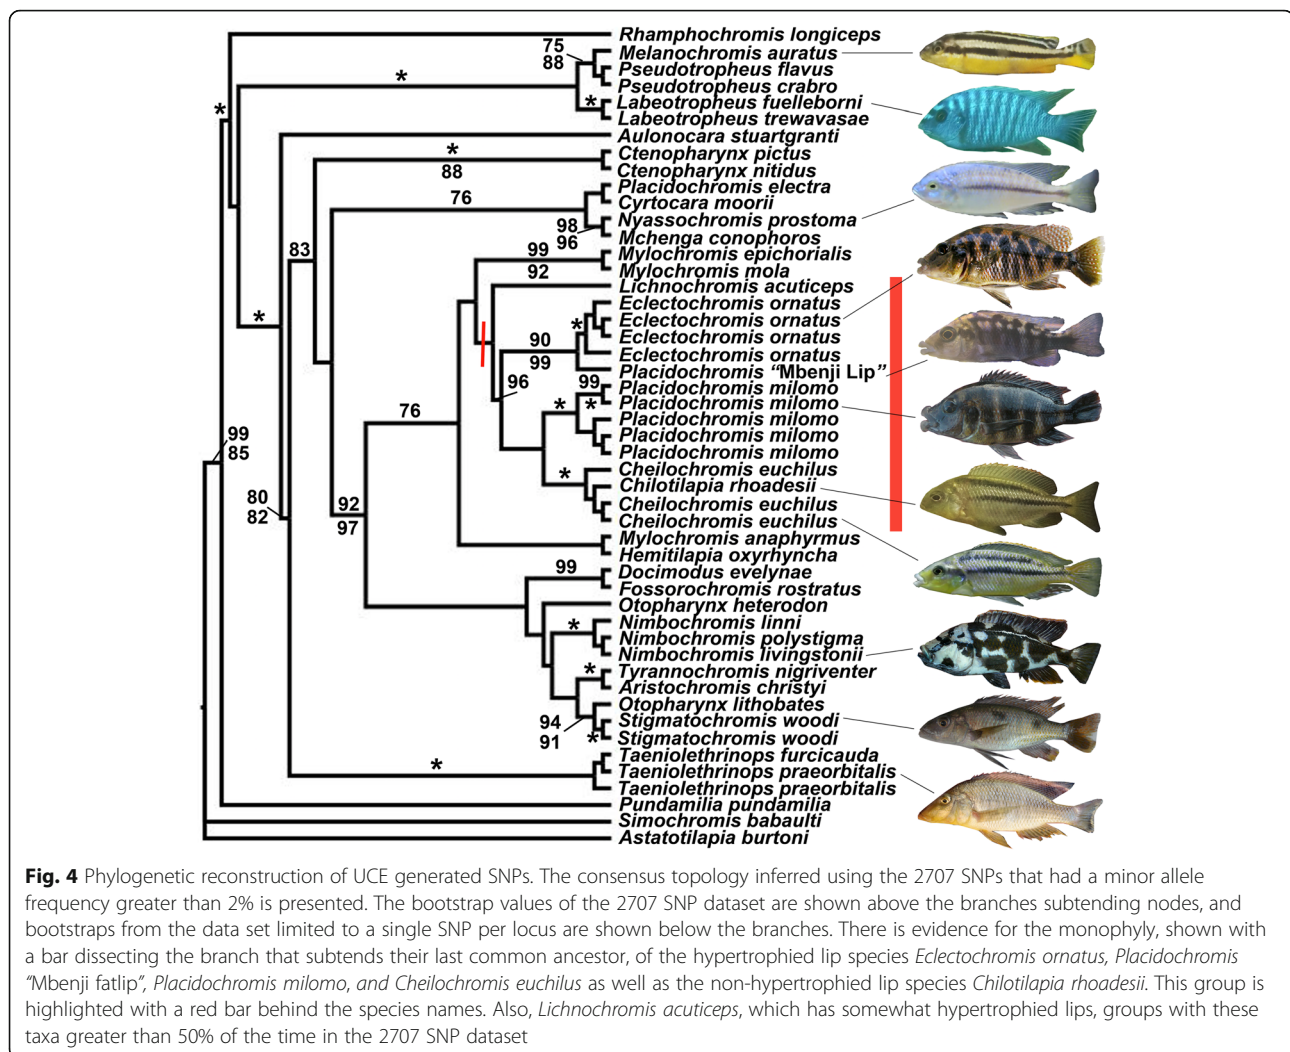 Rhamphochromis longiceps
75
Melanochromis auratus
88
Pseudotropheus flavus
*
Pseudotropheus crabro
*
* Labeotropheus fuelleborni
Labeotropheus trewavasae
Aulonocara stuartgranti
*
*
Ctenopharynx pictus
88
Ctenopharynx nitidus
Placidochromis electra
76
Cyrtocara moorii
98
Nyassochromis prostoma
96
Mchenga conophoros
83
99
Mylochromis epichorialis
92
Mylochromis mola
Lichnochromis acuticeps
Eclectochromis ornatus
*
Eclectochromis ornatus
90
Eclectochromis ornatus
99
Eclectochromis ornatus
Placidochromis “Mbenji Lip”
96
99
Placidochromis milomo
*
* Placidochromis milomo
76
Placidochromis milomo
Placidochromis milomo
99
85
Placidochromis milomo
*
Cheilochromis euchilus
Chilotilapia rhoadesii
80
82
92
97
Cheilochromis euchilus
Cheilochromis euchilus
Mylochromis anaphyrmus
Hemitilapia oxyrhyncha
99
Docimodus evelynae
Fossorochromis rostratus
Otopharynx heterodon
*
Nimbochromis linni
Nimbochromis polystigma
Nimbochromis livingstonii
*
Tyrannochromis nigriventer
Aristochromis christyi
Otopharynx lithobates
94
91
Stigmatochromis woodi
* Stigmatochromis woodi
Taeniolethrinops furcicauda
*
Taeniolethrinops praeorbitalis
Taeniolethrinops praeorbitalis
Pundamilia pundamilia
Simochromis babaulti
Astatotilapia burtoni
Fig. 4 Phylogenetic reconstruction of UCE generated SNPs. The consensus topology inferred using the 2707 SNPs that had a minor allele
frequency greater than 2% is presented. The bootstrap values of the 2707 SNP dataset are shown above the branches subtending nodes, and
bootstraps from the data set limited to a single SNP per locus are shown below the branches. There is evidence for the monophyly, shown with
a bar dissecting the branch that subtends their last common ancestor, of the hypertrophied lip species Eclectochromis ornatus, Placidochromis
“Mbenji fatlip”, Placidochromis milomo, and Cheilochromis euchilus as well as the non-hypertrophied lip species Chilotilapia rhoadesii. This group is
highlighted with a red bar behind the species names. Also, Lichnochromis acuticeps, which has somewhat hypertrophied lips, groups with these
taxa greater than 50% of the time in the 2707 SNP dataset